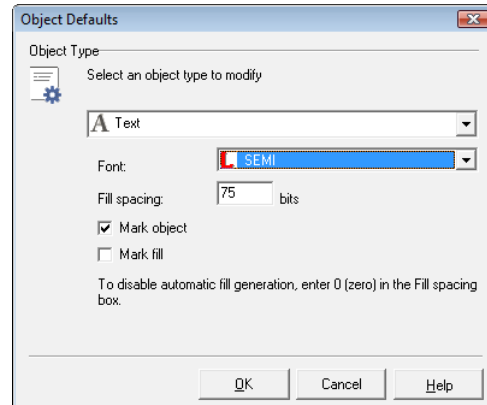 Object Defaults
Object Type
Select an object type to modify
A Text
Font:
L SEMI
Fill spacing:
75
bits
Mark object
Mark fill
To disable automatic fill generation, enter 0 (zero) in the Fill spacing
box.
OK
Cancel
Help